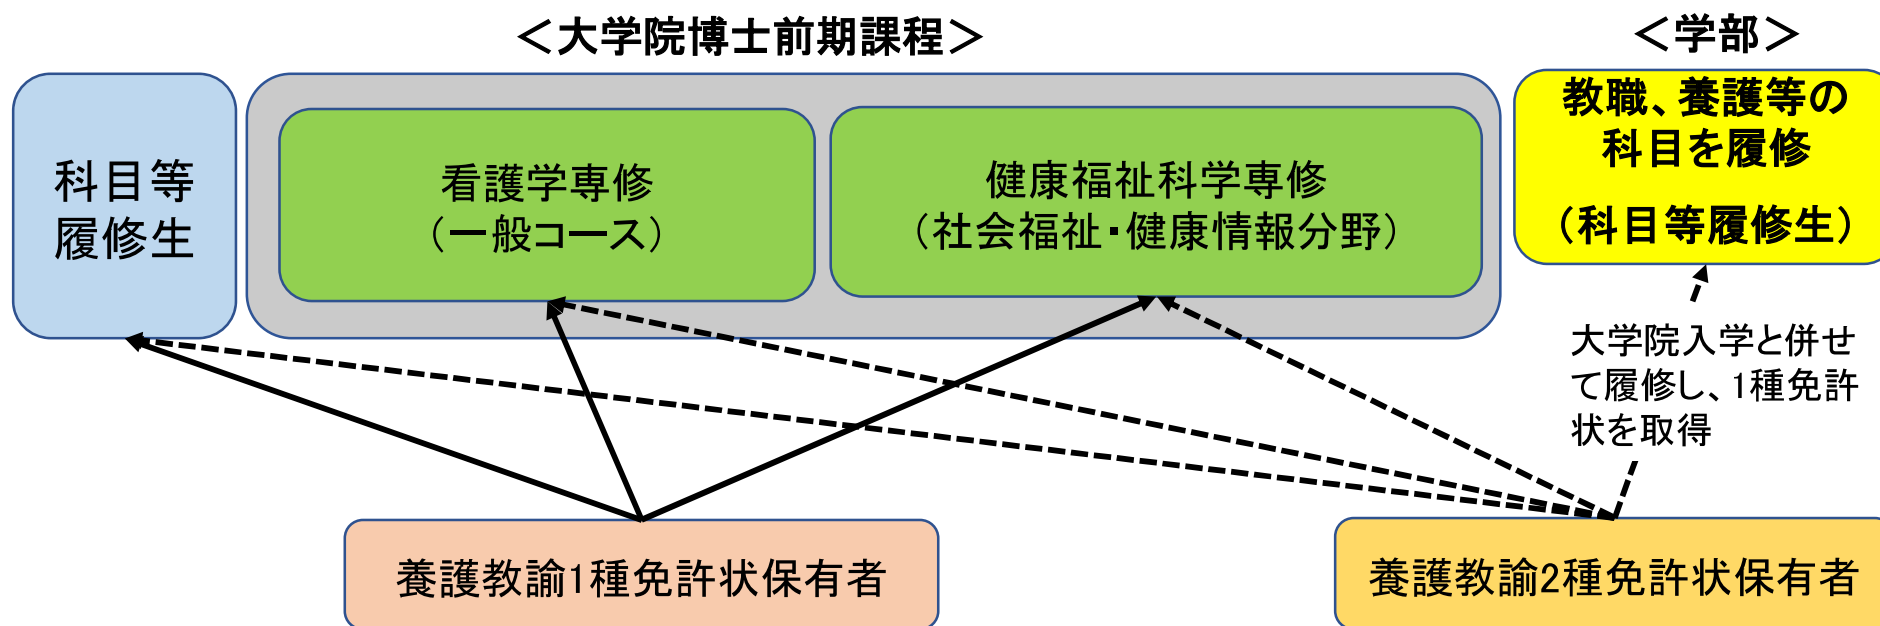 ＜大学院博士前期課程＞
＜学部＞
科目等
履修生
看護学専修
（一般コース）
健康福祉科学専修
（社会福祉・健康情報分野）
教職、養護等の
科目を履修
（科目等履修生）
大学院入学と併せ
て履修し、1種免許
状を取得
養護教諭1種免許状保有者
養護教諭2種免許状保有者